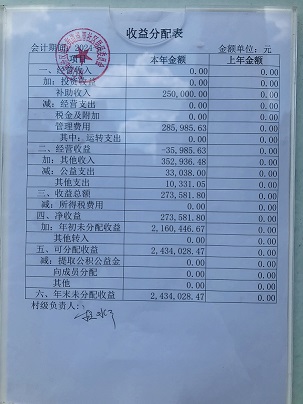 收益分配表
会计期间: 2024 金额单位: 元
项目 本年金额 上年金额
一、经营收入 0.00 0.00
加: 投资收益 0.00 0.00
补助收入 250,000.00 0.00
减: 经营支出 0.00 0.00
税金及附加 0.00 0.00
管理费用 285,985.63 0.00
其中: 运转支出 0.00 0.00
二、经营收益 -35,985.63 0.00
加: 其他收入 352,936.48 0.00
减: 公益支出 33,038.00 0.00
其他支出 10,331.05 0.00
三、收益总额 273,581.80 0.00
减: 所得税费用 0.00 0.00
四、净收益 273,581.80 0.00
加: 年初未分配收益 2,160,446.67 0.00
其他转入 0.00 0.00
五、可分配收益 2,434,028.47 0.00
减: 提取公积公益金 0.00 0.00
向成员分配 0.00 0.00
其他 0.00 0.00
六、年末未分配收益 2,434,028.47 0.00
村级负责人: